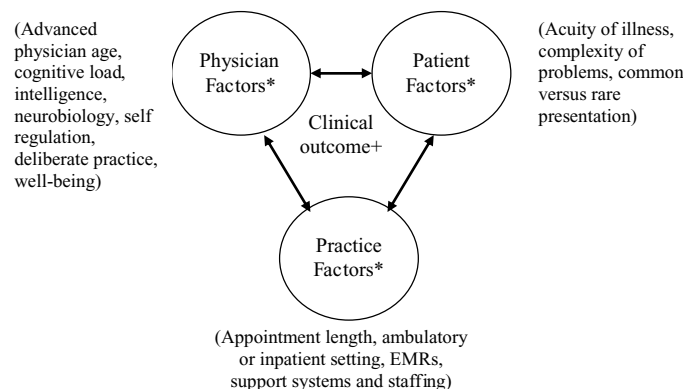 (Advanced
physician age,
cognitive load,
intelligence,
neurobiology, self
regulation,
deliberate practice,
well-being)
Physician
Factors*
Patient
Factors*
(Acuity of illness,
complexity of
problems, common
versus rare
presentation)
Clinical
outcome+
Practice
Factors*
(Appointment length, ambulatory
or inpatient setting, EMRs,
support systems and staffing)